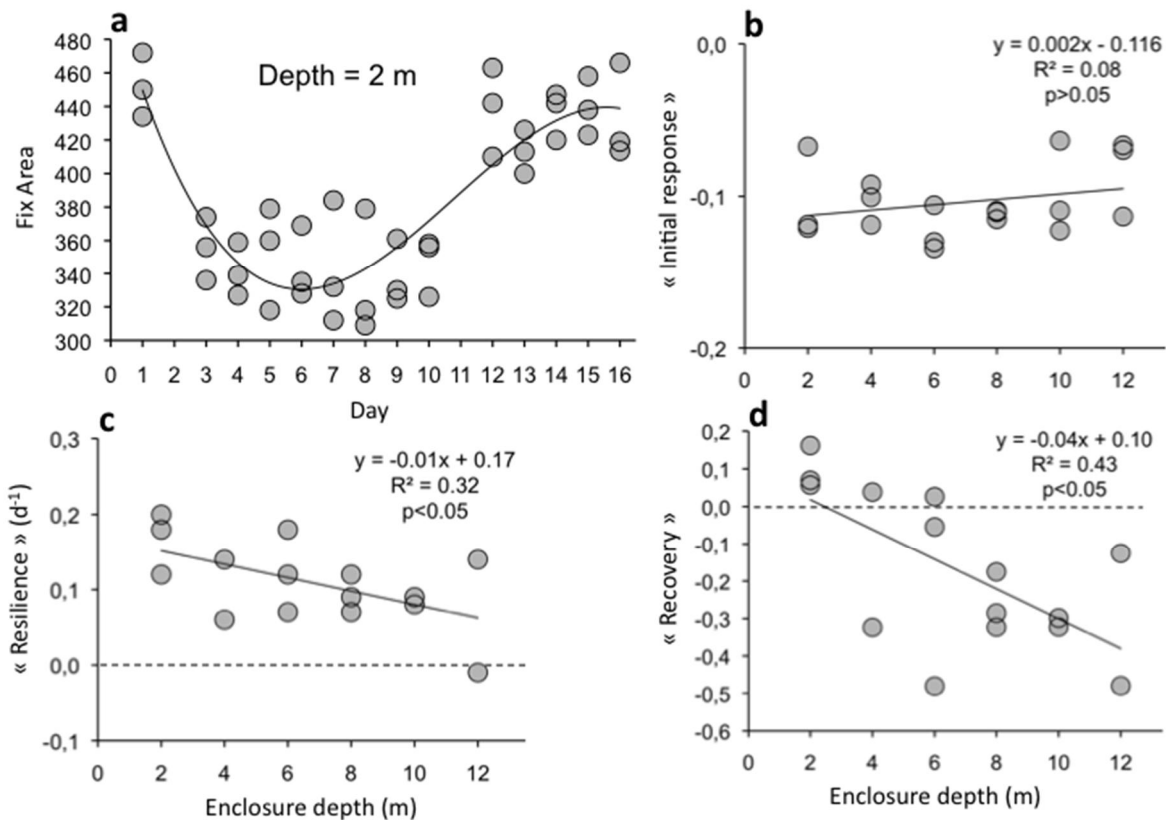 a
480
460
440
420
400
380
360
340
320
300
Fix Area
Depth = 2 m
0 1 2 3 4 5 6 7 8 9 10 11 12 13 14 15 16
Day
b
0,0
-0,1
-0,2
« Initial response »
y = 0.002x - 0.116
R² = 0.08
p>0.05
0 2 4 6 8 10 12
c
0,3
0,2
0,1
0,0
-0,1
« Resilience » (d⁻¹)
y = -0.01x + 0.17
R² = 0.32
p<0.05
0 2 4 6 8 10 12
Enclosure depth (m)
d
0,2
0,1
0,0
-0,1
-0,2
-0,3
-0,4
-0,5
-0,6
« Recovery »
y = -0.04x + 0.10
R² = 0.43
p<0.05
0 2 4 6 8 10 12
Enclosure depth (m)